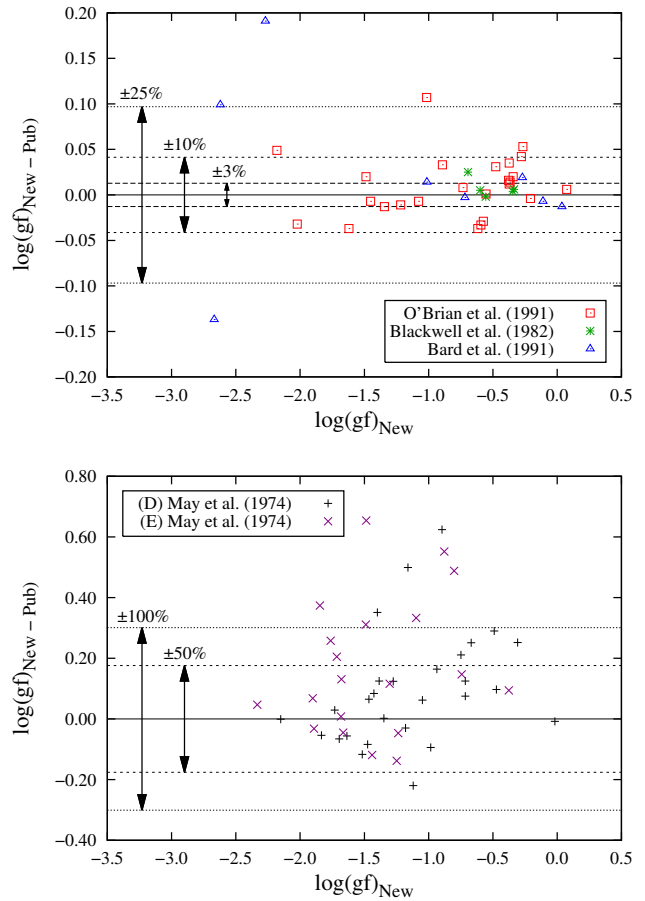 0.20
0.15
0.10
0.05
0.00
−0.05
−0.10
−0.15
−0.20
log(gf)New − Pub)
±25%
±10%
±3%
O'Brian et al. (1991)
Blackwell et al. (1982)
Bard et al. (1991)
−3.5 −3.0 −2.5 −2.0 −1.5 −1.0 −0.5 0.0 0.5
log(gf)New
0.80
0.60
0.40
0.20
0.00
−0.20
−0.40
log(gf)New − Pub)
(D) May et al. (1974)
(E) May et al. (1974)
±100%
±50%
−3.5 −3.0 −2.5 −2.0 −1.5 −1.0 −0.5 0.0 0.5
log(gf)New